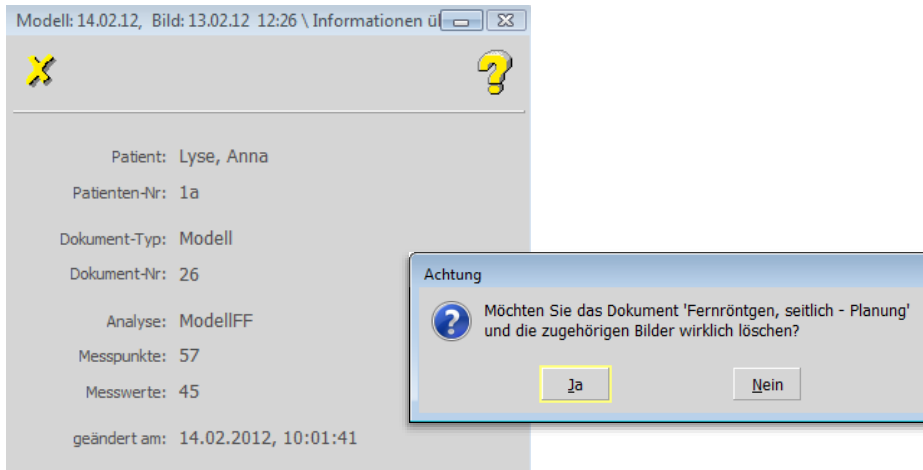 Modell: 14.02.12, Bild: 13.02.12 12:26 \ Informationen ül
Patient: Lyse, Anna
Patienten-Nr: 1a
Dokument-Typ: Modell
Dokument-Nr: 26
Analyse: ModellFF
Messpunkte: 57
Messwerte: 45
geändert am: 14.02.2012, 10:01:41
Achtung
Möchten Sie das Dokument 'Fernröntgen, seitlich - Planung'
und die zugehörigen Bilder wirklich löschen?
Ja Nein